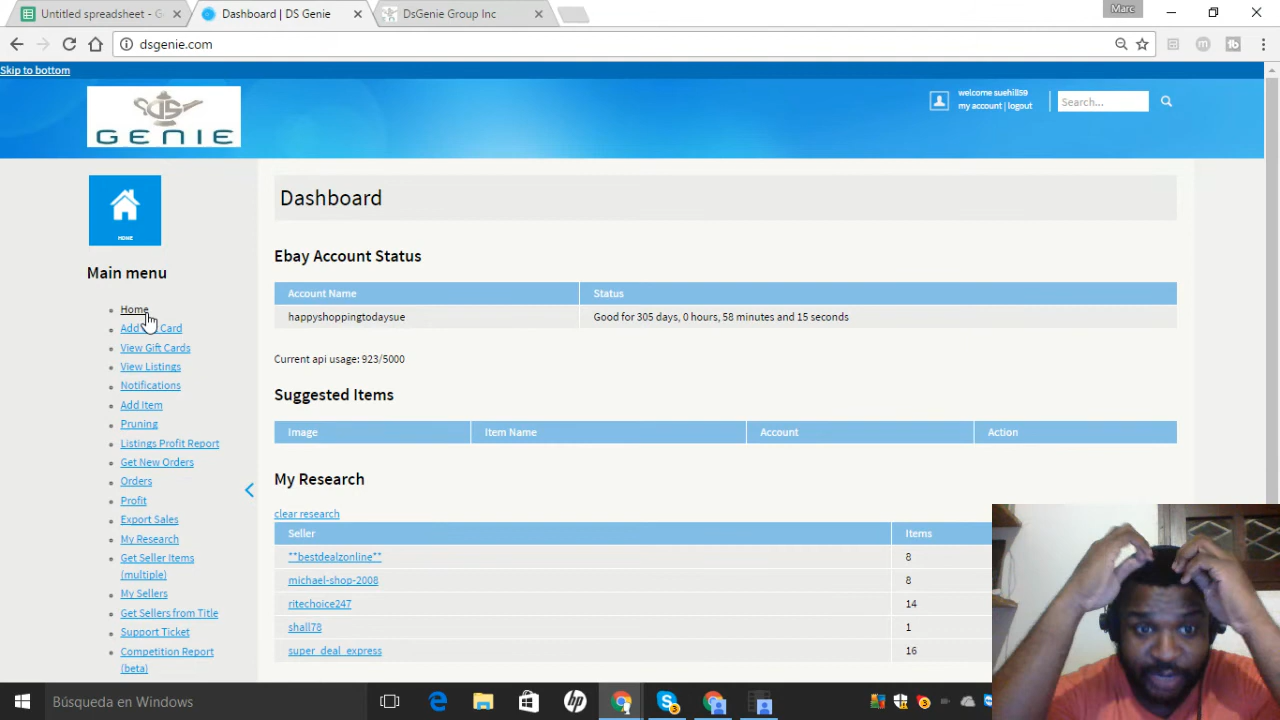 Untitled spreadsheet - G
Dashboard | DS Genie
DsGenie Group Inc
Marc
dsgenie.com
Skip to bottom
DS
GENIE
welcome suehill59
my account | logout
Search...
HOME
Main menu
Home
Add Card
View Gift Cards
View Listings
Notifications
Add Item
Pruning
Listings Profit Report
Get New Orders
Orders
Profit
Export Sales
My Research
Get Seller Items
(multiple)
My Sellers
Get Sellers from Title
Support Ticket
Competition Report
(beta)
Dashboard
Ebay Account Status
Account Name Status
happyshoppingtodaysue Good for 305 days, 0 hours, 58 minutes and 15 seconds
Current api usage: 923/5000
Suggested Items
Image Item Name Account Action
My Research
clear research
Seller Items
**bestdealzonline** 8
michael-shop-2008 8
ritechoice247 14
shall78 1
super_deal_express 16
Búsqueda en Windows